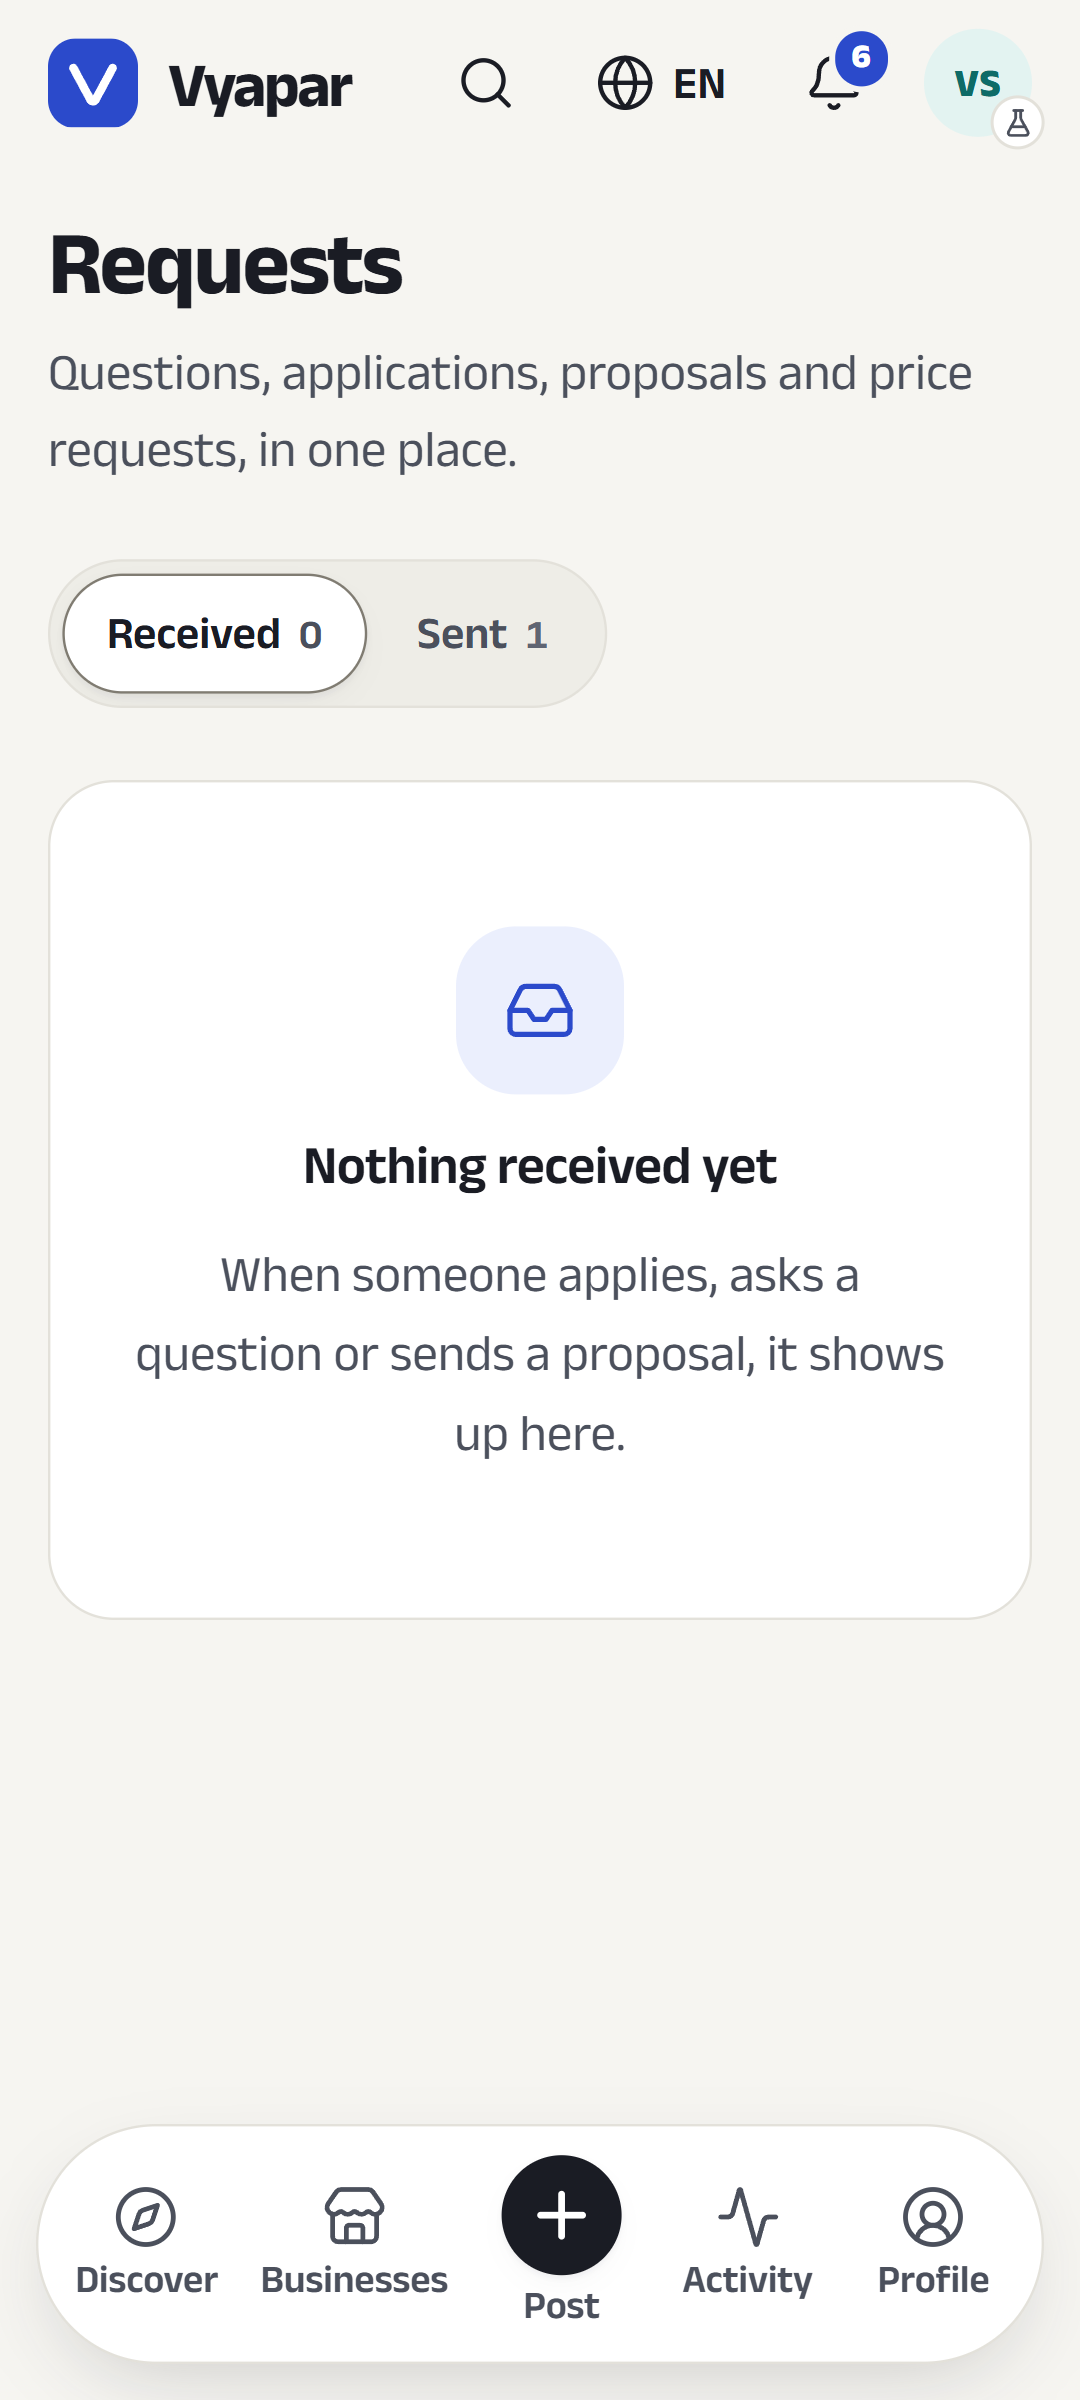 Vyapar
EN
6
VS
Requests
Questions, applications, proposals and price
requests, in one place.
Received 0
Sent 1
Nothing received yet
When someone applies, asks a
question or sends a proposal, it shows
up here.
Discover
Businesses
Post
Activity
Profile